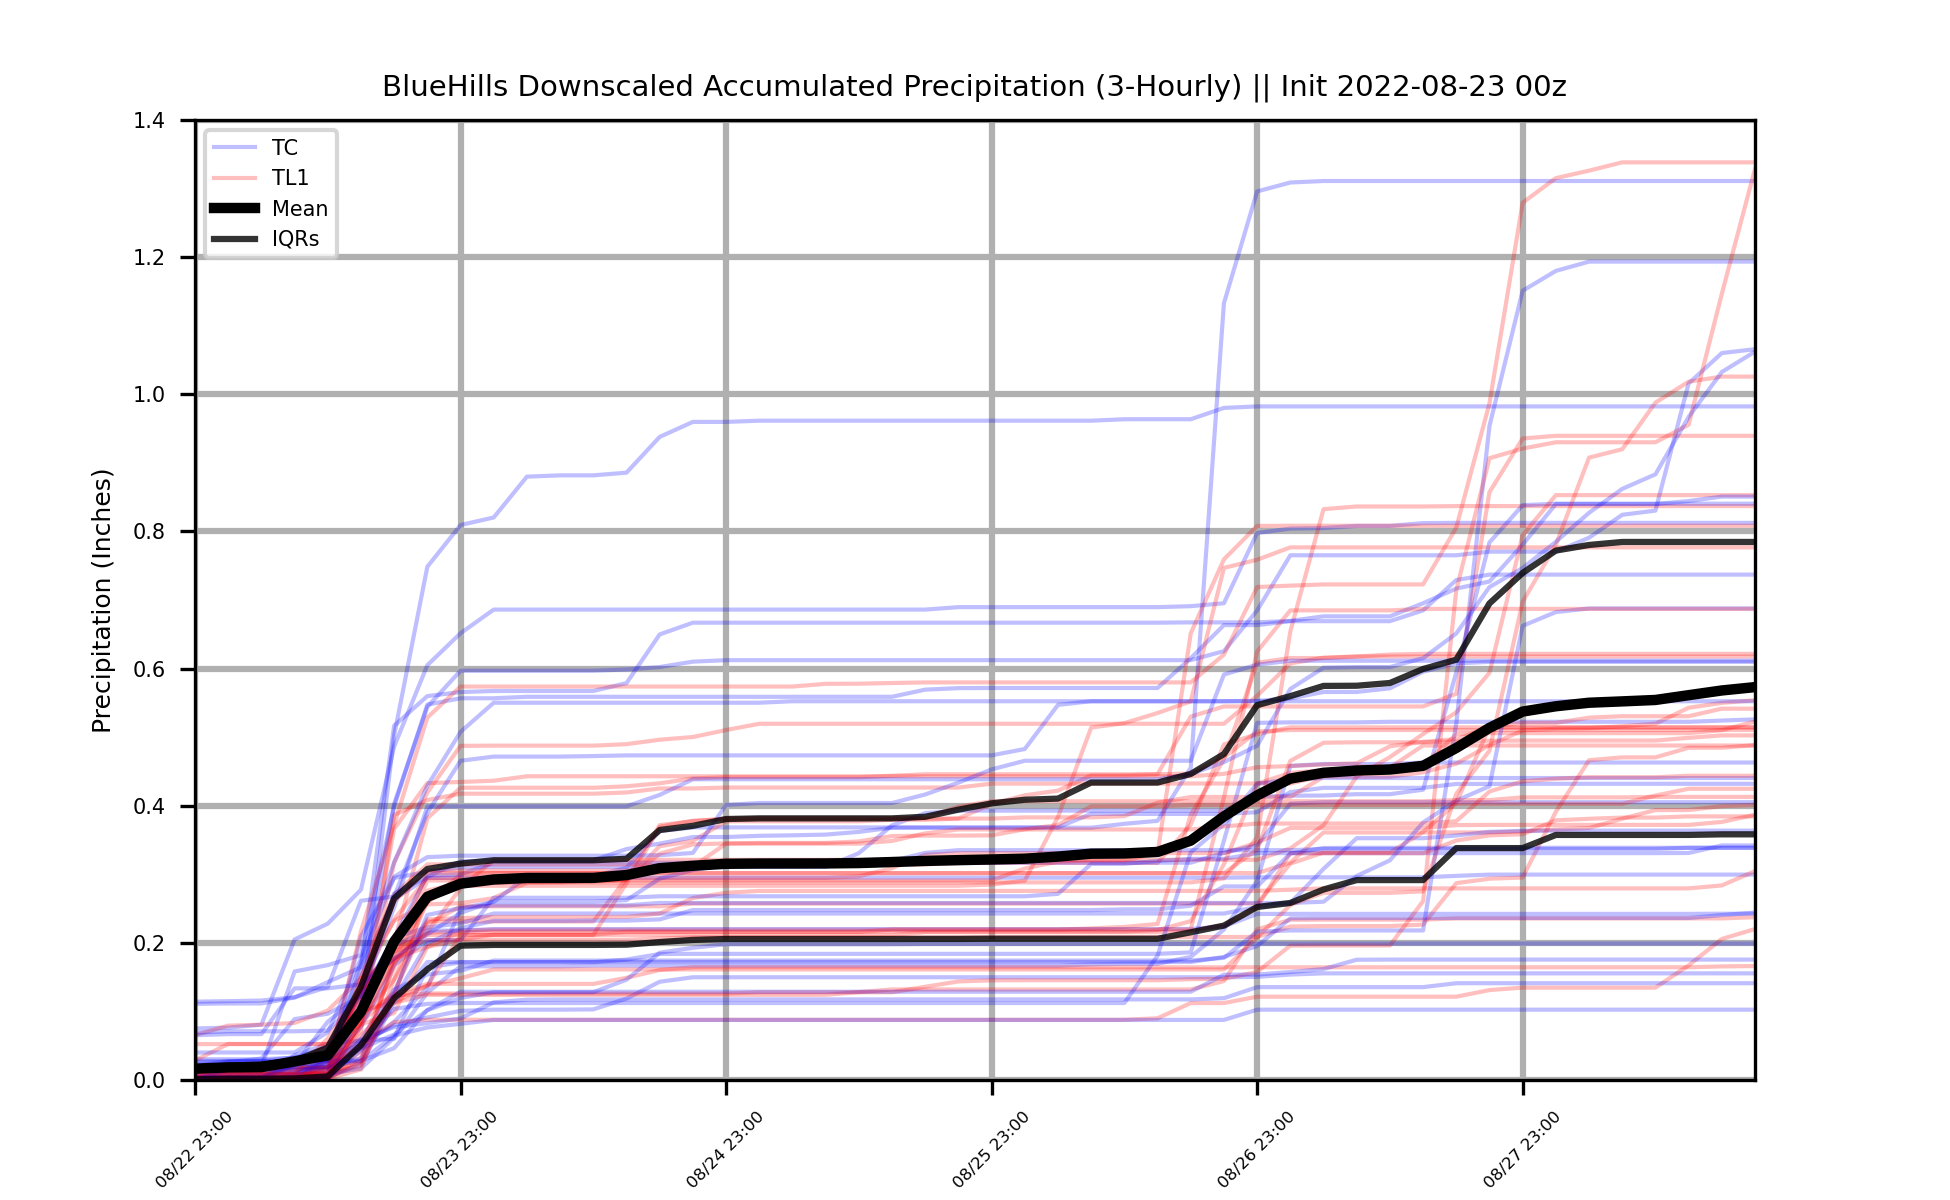 BlueHills Downscaled Accumulated Precipitation (3-Hourly) || Init 2022-08-23 00z
1.4
1.2
1.0
0.8
0.6
0.4
0.2
0.0
Precipitation (Inches)
TC
TL1
Mean
IQRs
08/22 23:00
08/23 23:00
08/24 23:00
08/25 23:00
08/26 23:00
08/27 23:00